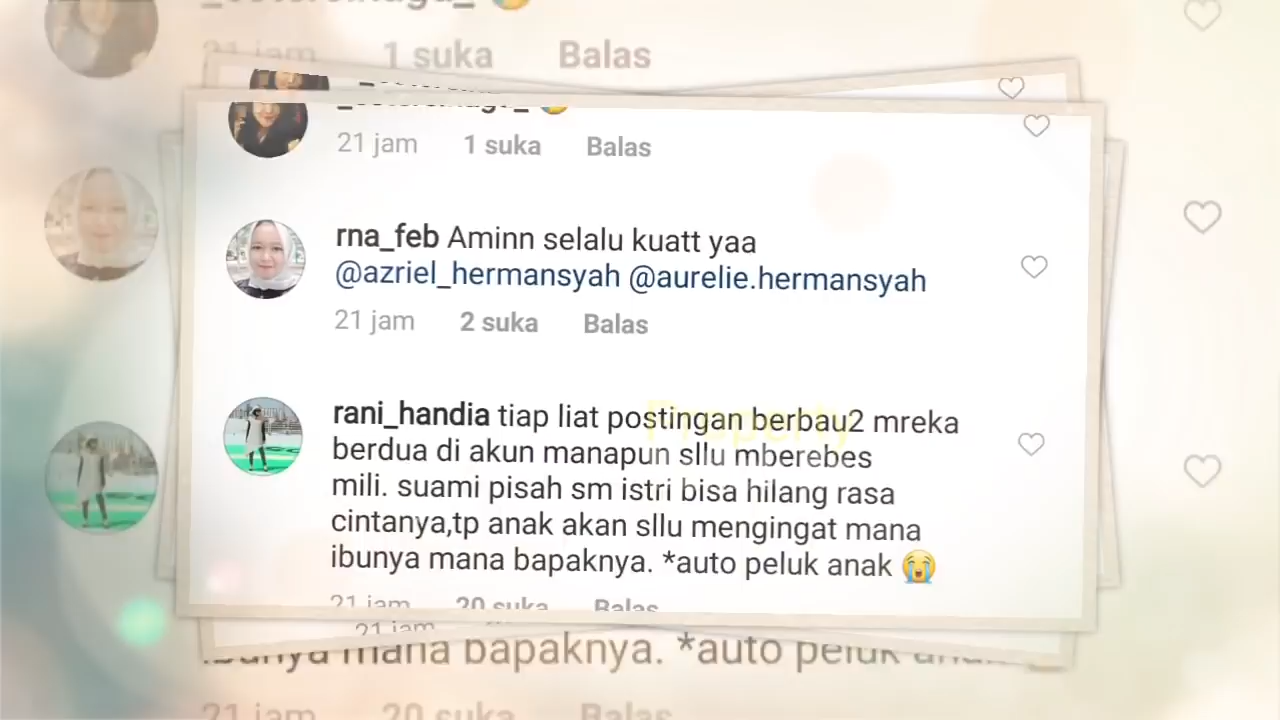 1 suka Balas
21 jam 1 suka Balas
rna_feb Aminn selalu kuatt yaa
@azriel_hermansyah @aurelie.hermansyah
21 jam 2 suka Balas
rani_handia tiap liat postingan berbau2 mreka
berdua di akun manapun sllu mberebes
mili. suami pisah sm istri bisa hilang rasa
cintanya,tp anak akan sllu mengingat mana
ibunya mana bapaknya. *auto peluk anak 😭
21 jam 20 suka Balas
21 jam
ibunya mana bapaknya. *auto peluk anak
21 jam 20 suka Balas
Property